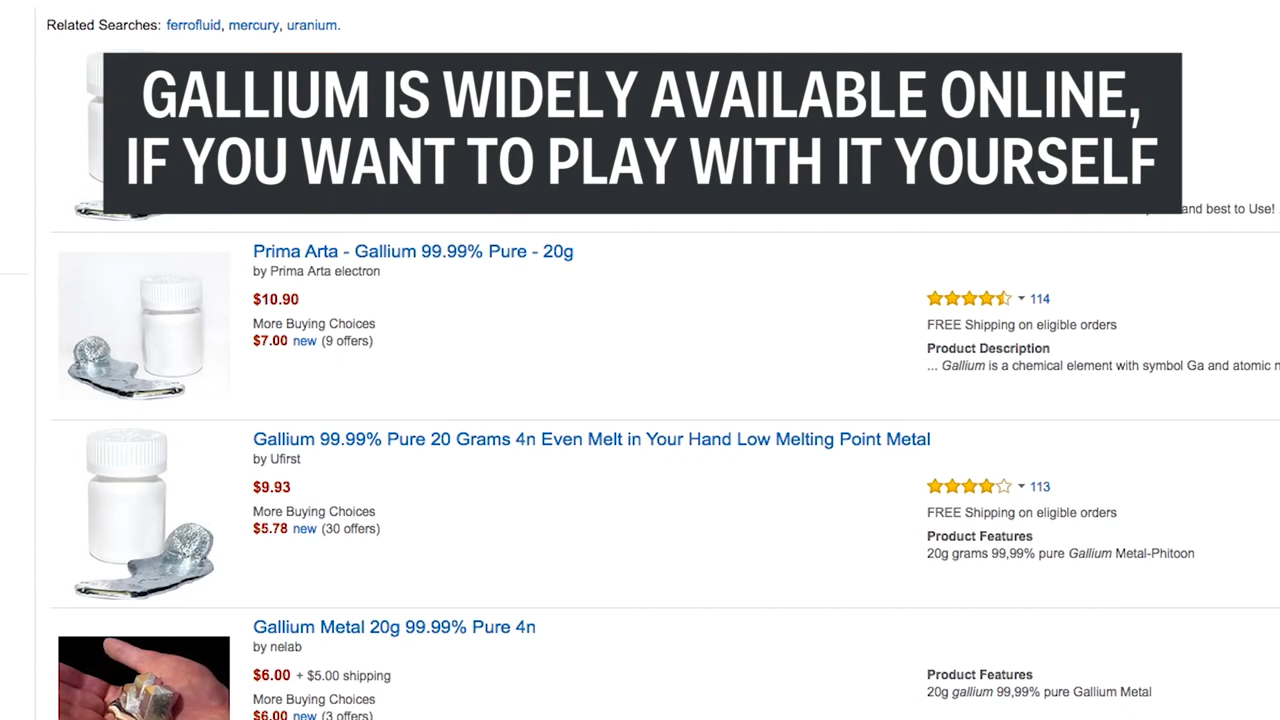 Related Searches: ferrofluid, mercury, uranium.
GALLIUM IS WIDELY AVAILABLE ONLINE,
IF YOU WANT TO PLAY WITH IT YOURSELF
and best to Use!
Prima Arta - Gallium 99.99% Pure - 20g
by Prima Arta electron
$10.90
114
More Buying Choices
FREE Shipping on eligible orders
$7.00 new (9 offers)
Product Description
... Gallium is a chemical element with symbol Ga and atomic
Gallium 99.99% Pure 20 Grams 4n Even Melt in Your Hand Low Melting Point Metal
by Ufirst
$9.93
113
More Buying Choices
FREE Shipping on eligible orders
$5.78 new (30 offers)
Product Features
20g grams 99,99% pure Gallium Metal-Phitoon
Gallium Metal 20g 99.99% Pure 4n
by nelab
$6.00 + $5.00 shipping
Product Features
More Buying Choices
20g gallium 99,99% pure Gallium Metal
$6.00 new (3 offers)